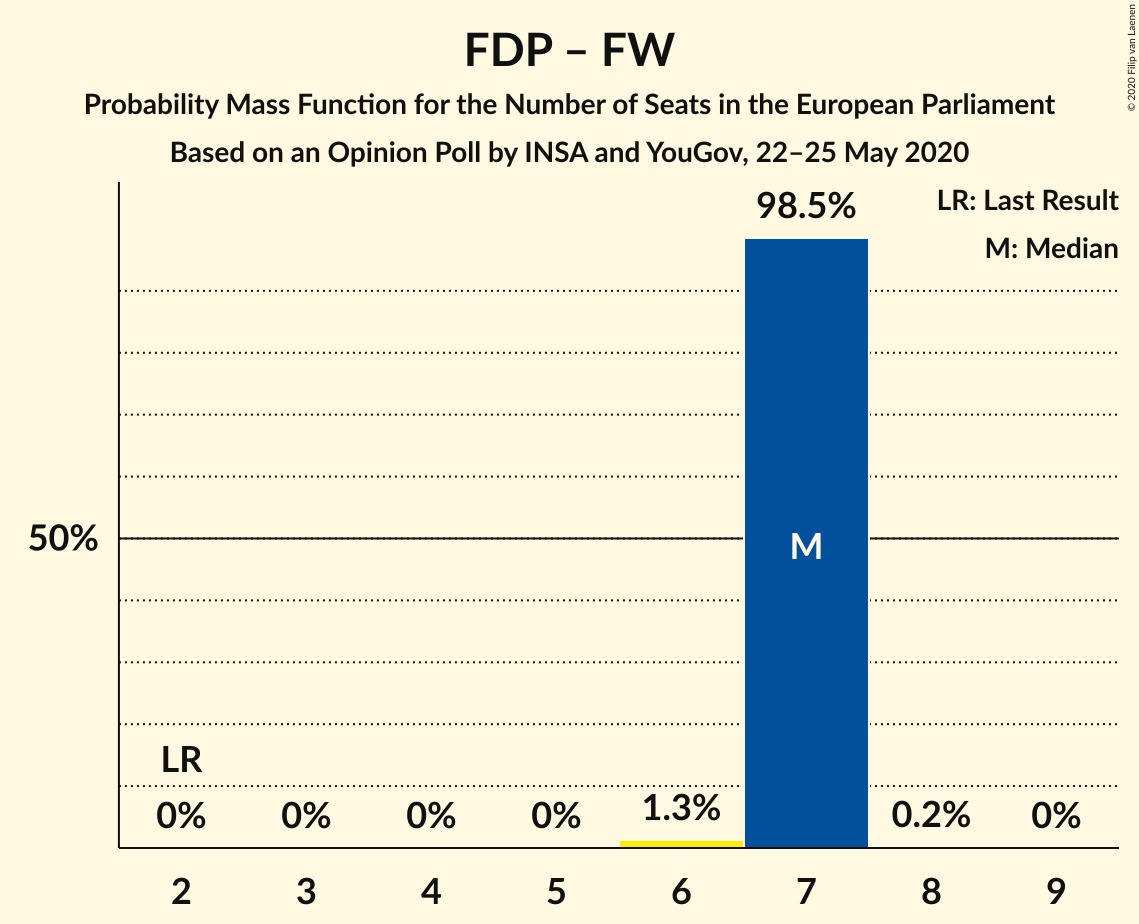 FDP – FW
Probability Mass Function for the Number of Seats in the European Parliament
Based on an Opinion Poll by INSA and YouGov, 22–25 May 2020
© 2020 Filip van Laenen
LR: Last Result
M: Median
98.5%
50%
M
LR
0%
0%
0%
0%
1.3%
0.2%
0%
2
3
4
5
6
7
8
9